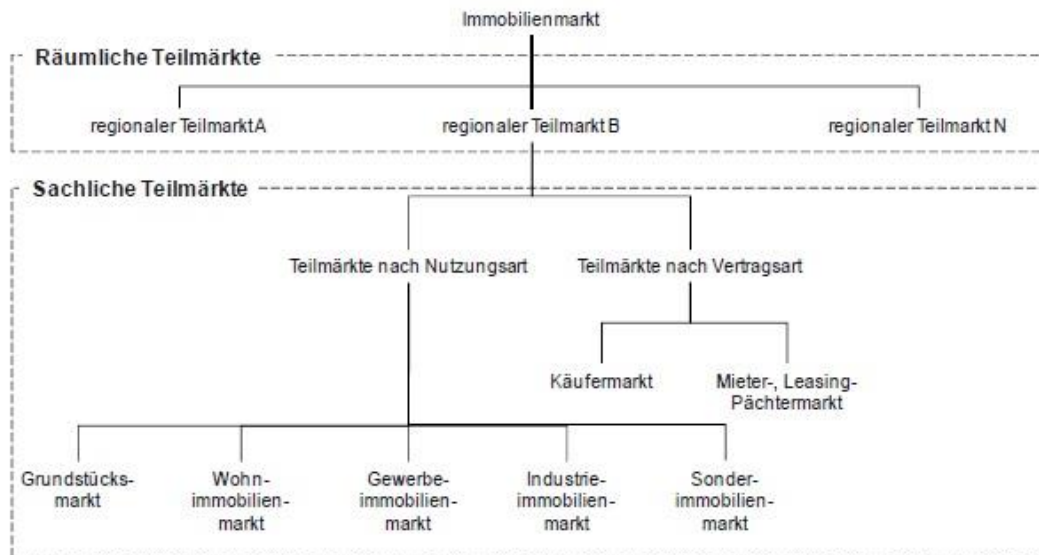 Immobilienmarkt
Räumliche Teilmärkte
regionaler Teilmarkt A
regionaler Teilmarkt B
regionaler Teilmarkt N
Sachliche Teilmärkte
Teilmärkte nach Nutzungsart
Teilmärkte nach Vertragsart
Käufermarkt
Mieter-, Leasing-
Pächtermarkt
Grundstücks-
markt
Wohn-
immobilien-
markt
Gewerbe-
immobilien-
markt
Industrie-
immobilien-
markt
Sonder-
immobilien-
markt